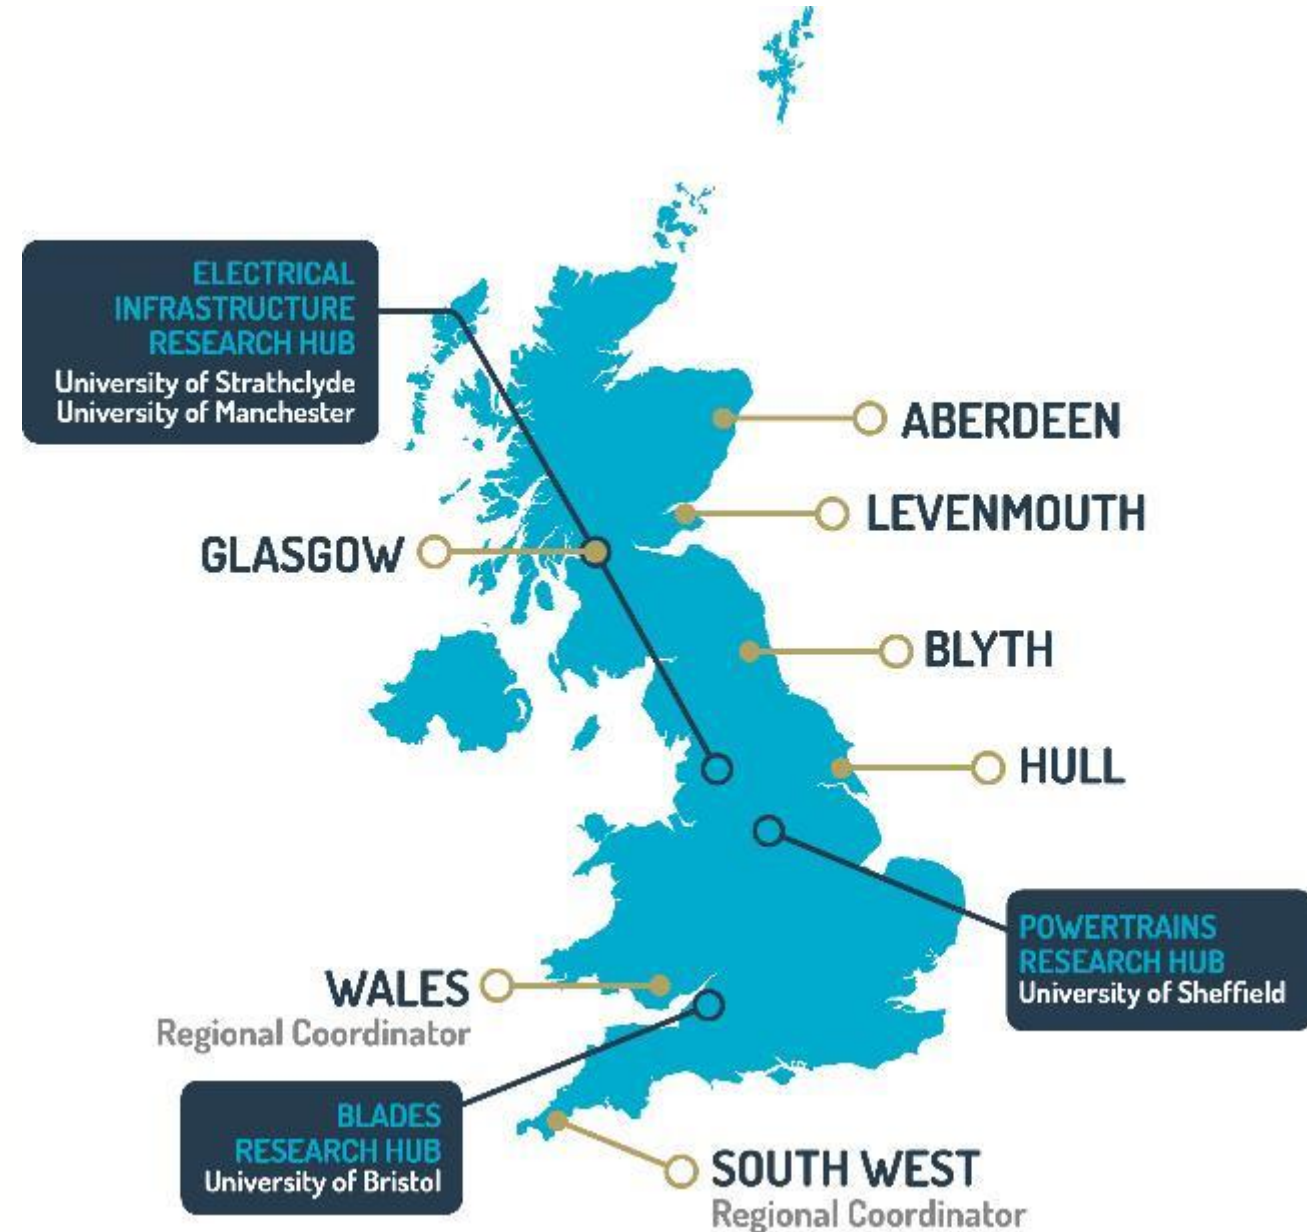 ELECTRICAL
INFRASTRUCTURE
RESEARCH HUB
University of Strathclyde
University of Manchester
ABERDEEN
LEVENMOUTH
GLASGOW
BLYTH
HULL
POWERTRAINS
RESEARCH HUB
University of Sheffield
WALES
Regional Coordinator
BLADES
RESEARCH HUB
University of Bristol
SOUTH WEST
Regional Coordinator